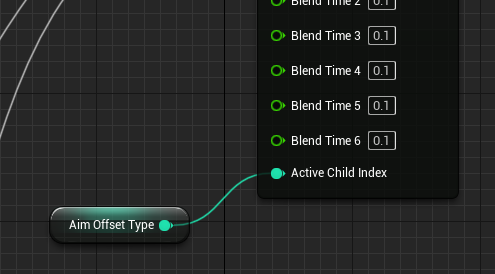 Blend Time 2 0.1
Blend Time 3 0.1
Blend Time 4 0.1
Blend Time 5 0.1
Blend Time 6 0.1
Active Child Index
Aim Offset Type